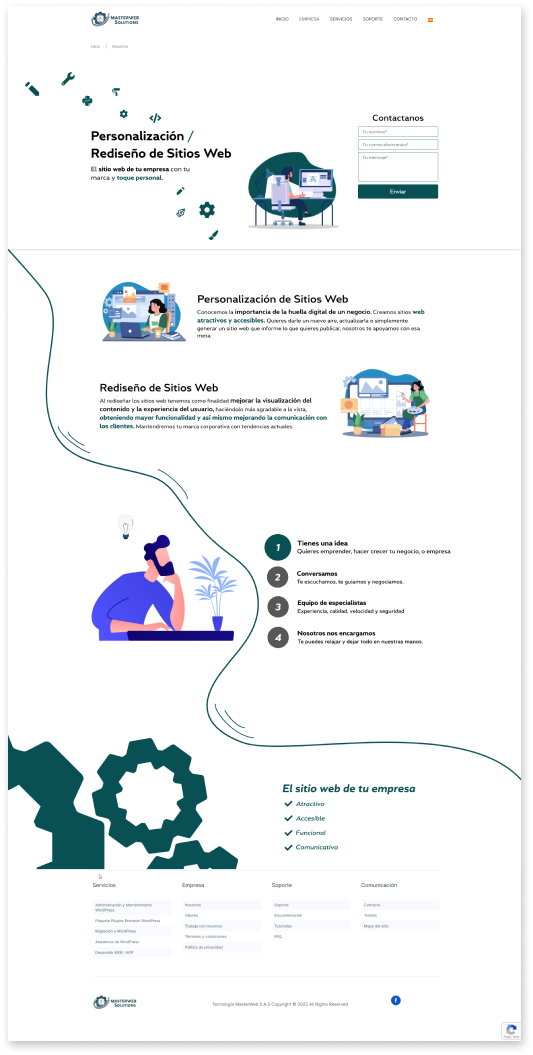 MASTERWEB
SOLUTIONS
INICIO EMPRESA SERVICIOS SOPORTE CONTACTO
Inicio | Nosotros
Contactanos
Personalización /
Rediseño de Sitios Web
El sitio web de tu empresa con tu
marca y toque personal.
Tu nombre*
Tu correo electronico*
Tu mensaje*
Enviar
Personalización de Sitios Web
Conocemos la importancia de la huella digital de un negocio. Creamos sitios web
atractivos y accesibles. Quieres darle un nuevo aire, actualizarla o simplemente
generar un sitio web que informe lo que quieres publicar, nosotros te apoyamos con esa
meta.
Rediseño de Sitios Web
Al rediseñar los sitios web tenemos como finalidad mejorar la visualización del
contenido y la experiencia del usuario, haciéndolo más agradable a la vista,
obteniendo mayor funcionalidad y así mismo mejorando la comunicación con
los clientes. Mantendremos tu marca corporativa con tendencias actuales.
1 Tienes una idea
Quieres emprender, hacer crecer tu negocio, o empresa
2 Conversamos
Te escuchamos, te guiamos y negociamos.
3 Equipo de especialistas
Experiencia, calidad, velocidad y seguridad
4 Nosotros nos encargamos
Te puedes relajar y dejar todo en nuestras manos.
El sitio web de tu empresa
Atractivo
Accesible
Funcional
Comunicativo
Servicios
Administración y Mantenimiento
WordPress
Paquete Plugins Premium WordPress
Migración a WordPress
Asistencia de WordPress
Desarrollo WEB / APP
Empresa
Nosotros
Valores
Trabaja con nosotros
Términos y condiciones
Política de privacidad
Soporte
Soporte
Documentación
Tutoriales
FAQ
Comunicación
Contacto
Tickets
Mapa del sitio
MASTERWEB
SOLUTIONS
Tecnología MasterWeb S.A.S Copyright © 2022 All Rights Reserved